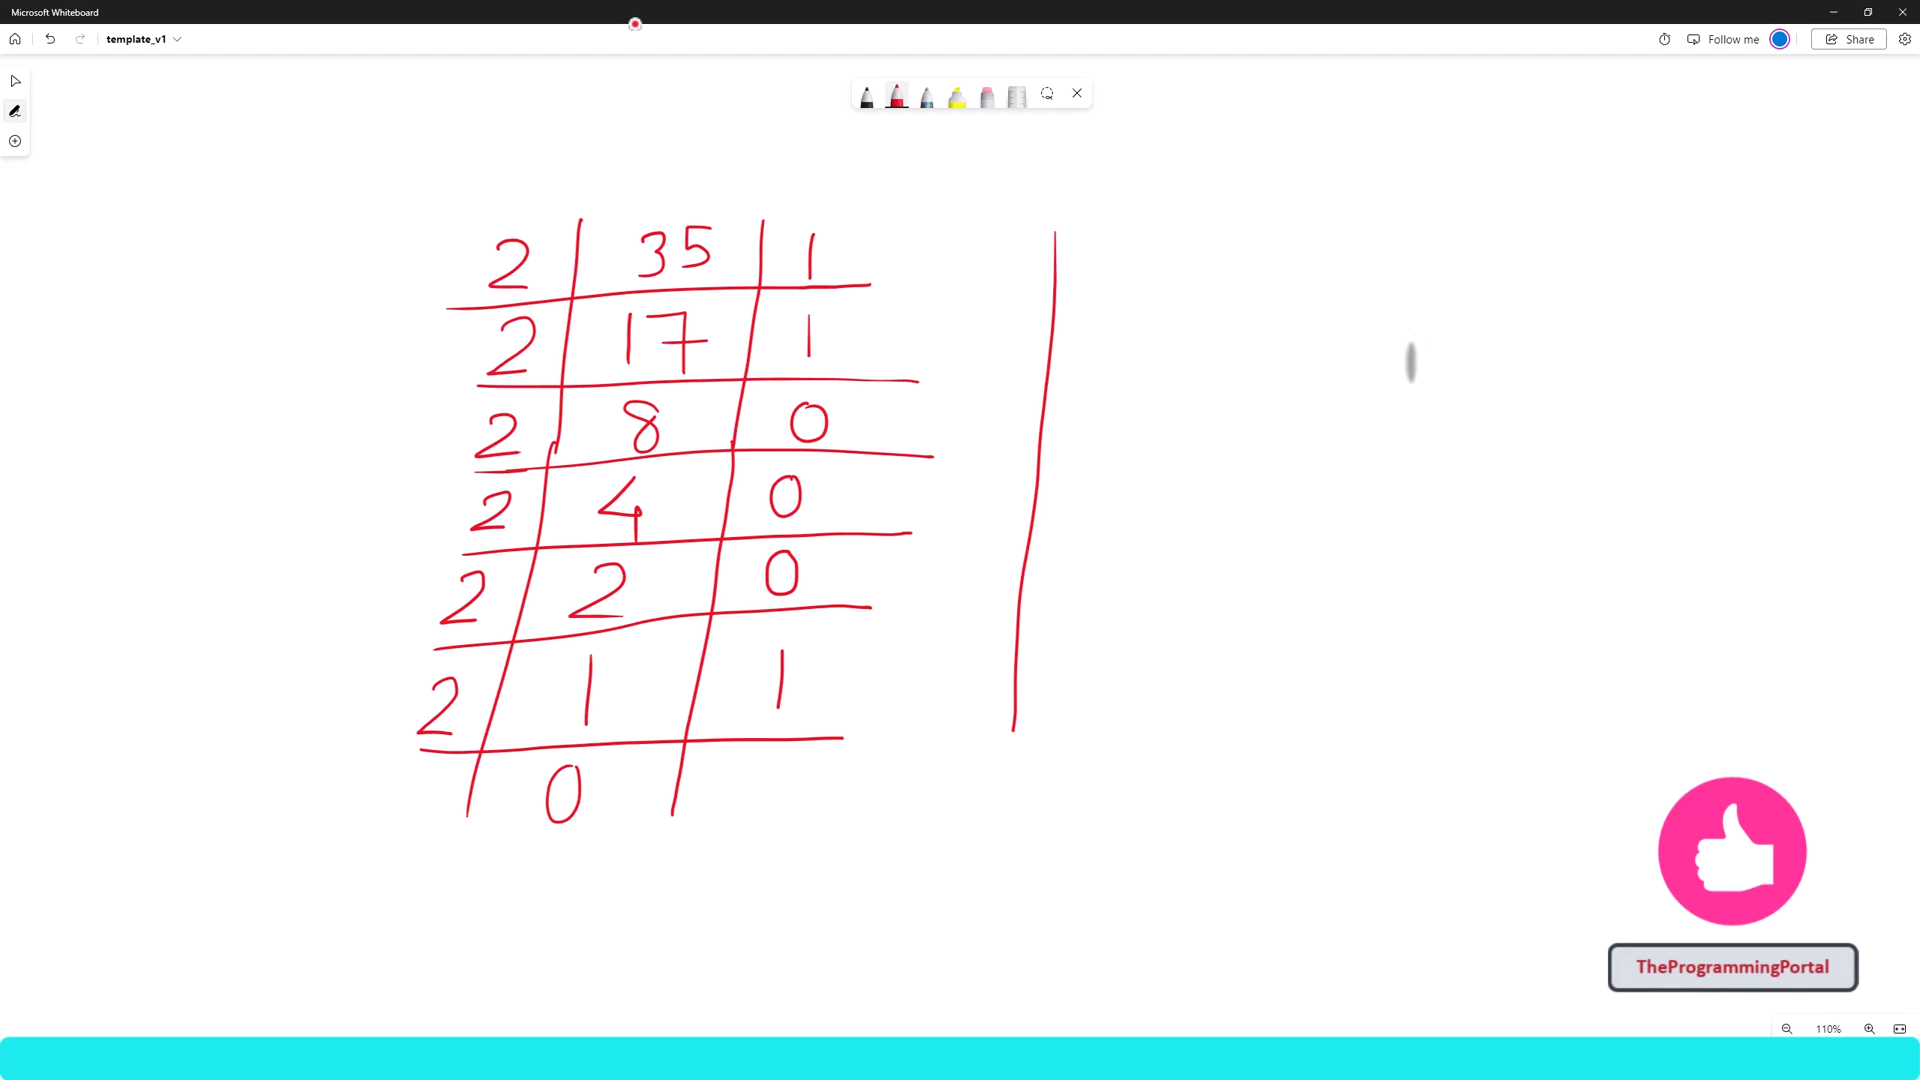 Microsoft Whiteboard
template_v1
Follow me
Share
2 35 1
2 17 1
2 8 0
2 4 0
2 2 0
2 1 1
0
TheProgrammingPortal
110%